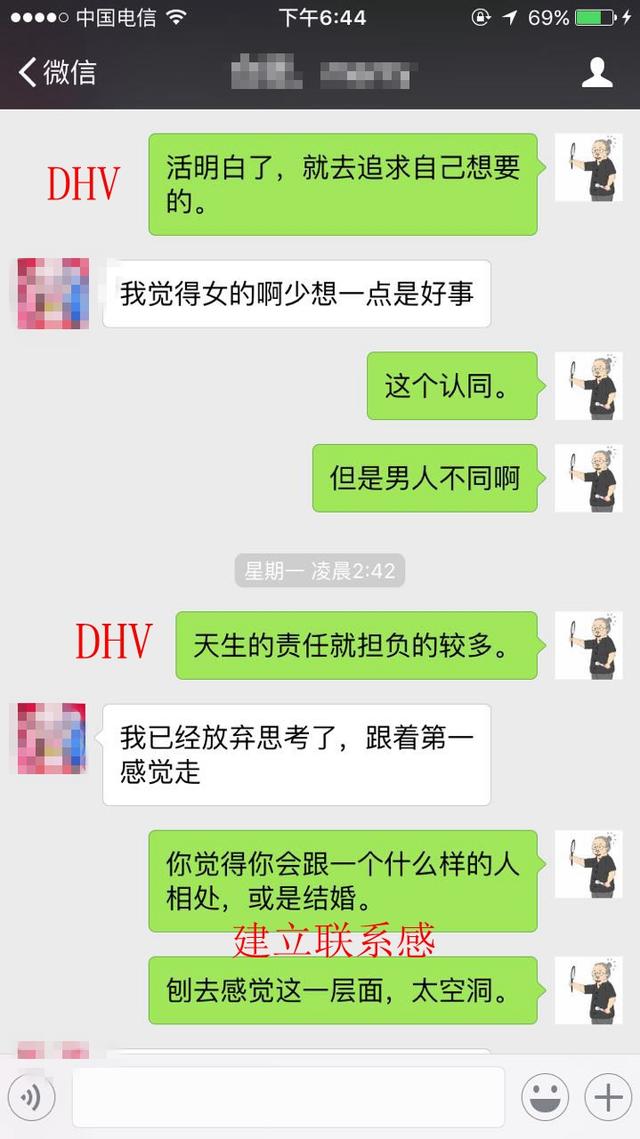 中国电信
下午6:44
69%
微信
DHV
活明白了，就去追求自己想要
的。
我觉得女的啊少想一点是好事
这个认同。
但是男人不同啊
星期一 凌晨2:42
DHV
天生的责任就担负的较多。
我已经放弃思考了，跟着第一
感觉走
你觉得你会跟一个什么样的人
相处，或是结婚。
建立联系感
刨去感觉这一层面，太空洞。